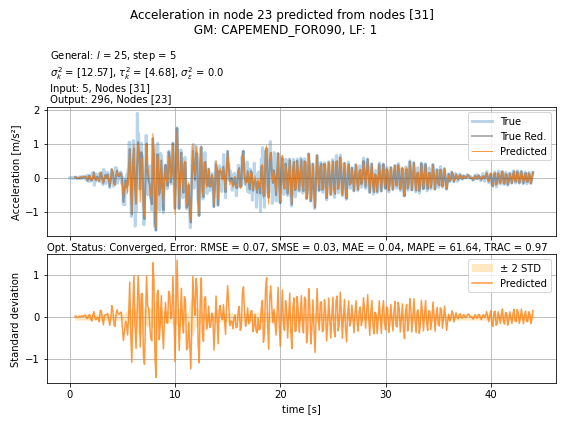 Acceleration in node 23 predicted from nodes [31]
GM: CAPEMEND_FOR090, LF: 1
General: l = 25, step = 5
σ²ₖ = [12.57], τ²ₖ = [4.68], σ²ε = 0.0
Input: 5, Nodes [31]
Output: 296, Nodes [23]
Acceleration [m/s²]
2
1
0
−1
True
True Red.
Predicted
Opt. Status: Converged, Error: RMSE = 0.07, SMSE = 0.03, MAE = 0.04, MAPE = 61.64, TRAC = 0.97
Standard deviation
1
0
−1
± 2 STD
Predicted
0 10 20 30 40
time [s]